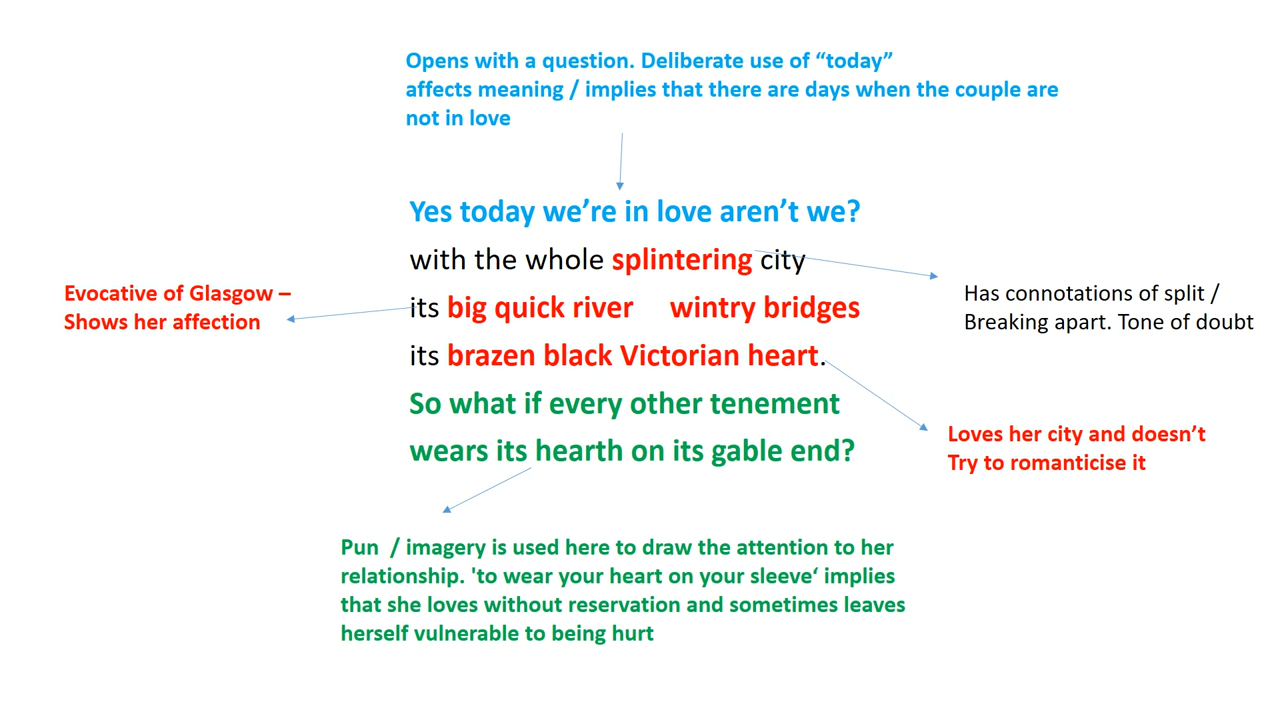 Opens with a question. Deliberate use of “today”
affects meaning / implies that there are days when the couple are
not in love
Yes today we’re in love aren’t we?
with the whole splintering city
its big quick river wintry bridges
its brazen black Victorian heart.
So what if every other tenement
wears its hearth on its gable end?
Evocative of Glasgow –
Shows her affection
Has connotations of split /
Breaking apart. Tone of doubt
Loves her city and doesn’t
Try to romanticise it
Pun / imagery is used here to draw the attention to her
relationship. 'to wear your heart on your sleeve‘ implies
that she loves without reservation and sometimes leaves
herself vulnerable to being hurt